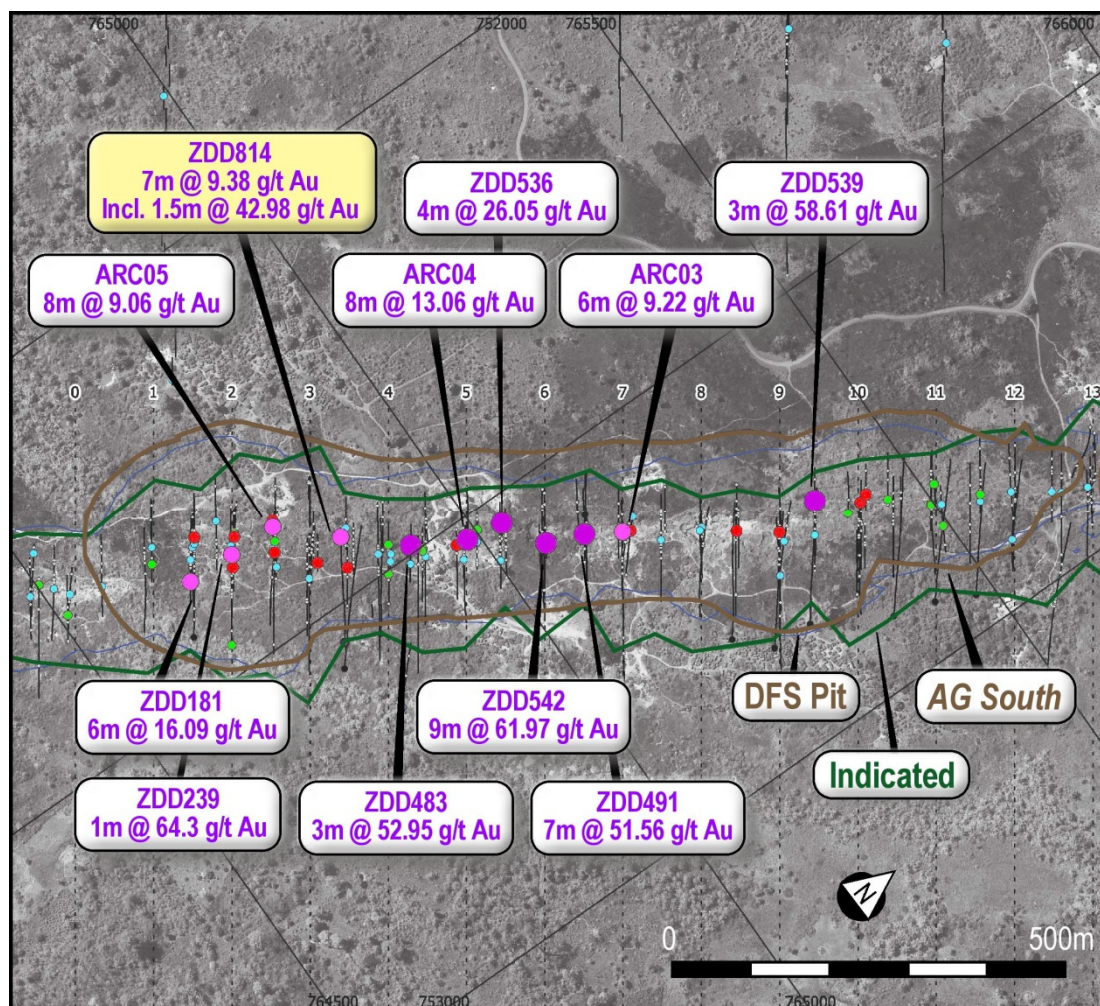 765000
752000
765500
766000
ZDD814
7m @ 9.38 g/t Au
Incl. 1.5m @ 42.98 g/t Au
ZDD536
4m @ 26.05 g/t Au
ZDD539
3m @ 58.61 g/t Au
ARC05
8m @ 9.06 g/t Au
ARC04
8m @ 13.06 g/t Au
ARC03
6m @ 9.22 g/t Au
0 1 2 3 4 5 6 7 8 9 10 11 12 13
ZDD181
6m @ 16.09 g/t Au
ZDD542
9m @ 61.97 g/t Au
DFS Pit
AG South
Indicated
ZDD239
1m @ 64.3 g/t Au
ZDD483
3m @ 52.95 g/t Au
ZDD491
7m @ 51.56 g/t Au
N
0 500m
764500
753000
765000